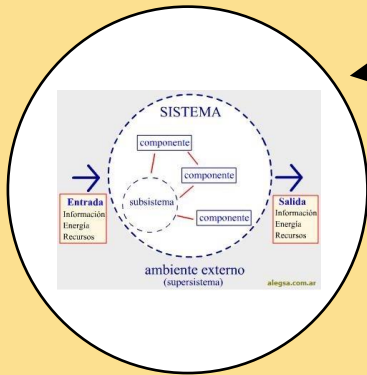 SISTEMA
componente
componente
subsistema
componente
Entrada
Información
Energía
Recursos
Salida
Información
Energía
Recursos
ambiente externo
(supersistema)
alegsa.com.ar